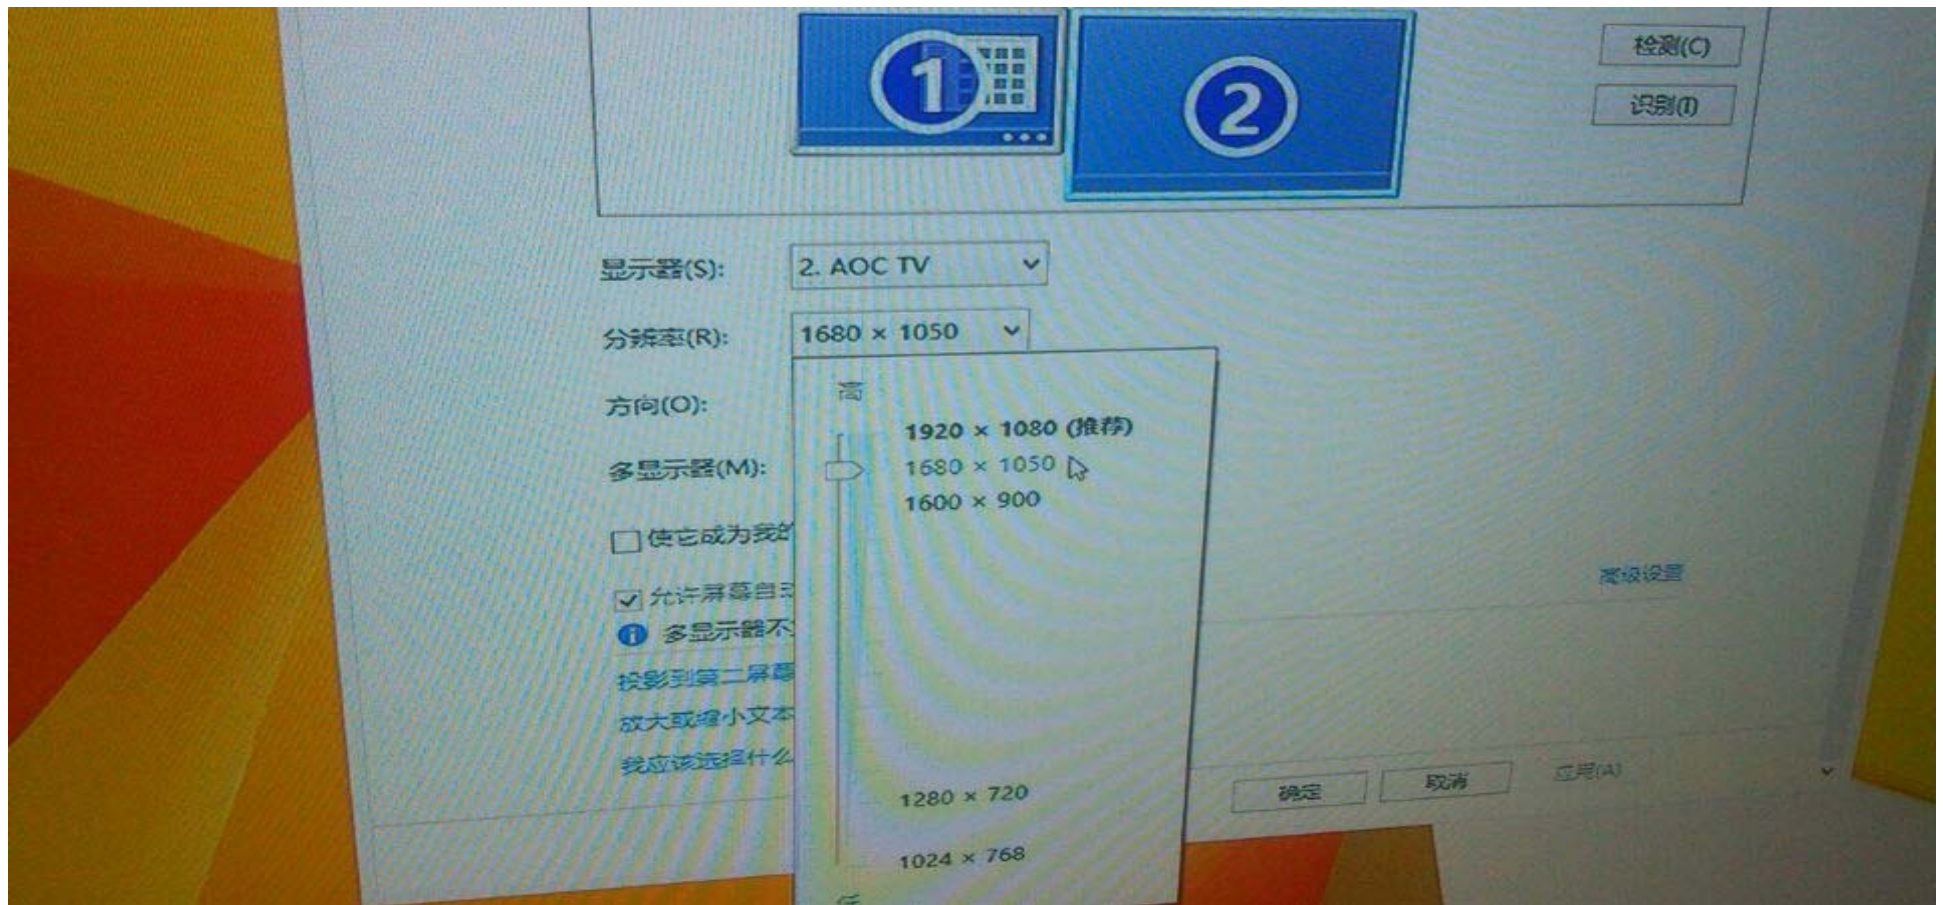 1
2
检测(C)
识别(I)
显示器(S):
2. AOC TV
分辨率(R):
1680 × 1050
高
方向(O):
1920 × 1080 (推荐)
多显示器(M):
1680 × 1050
1600 × 900
使它成为我的
高级设置
允许屏幕自动
多显示器不
投影到第二屏幕
放大或缩小文本
我应该选择什么
1280 × 720
确定
取消
应用(A)
1024 × 768
低